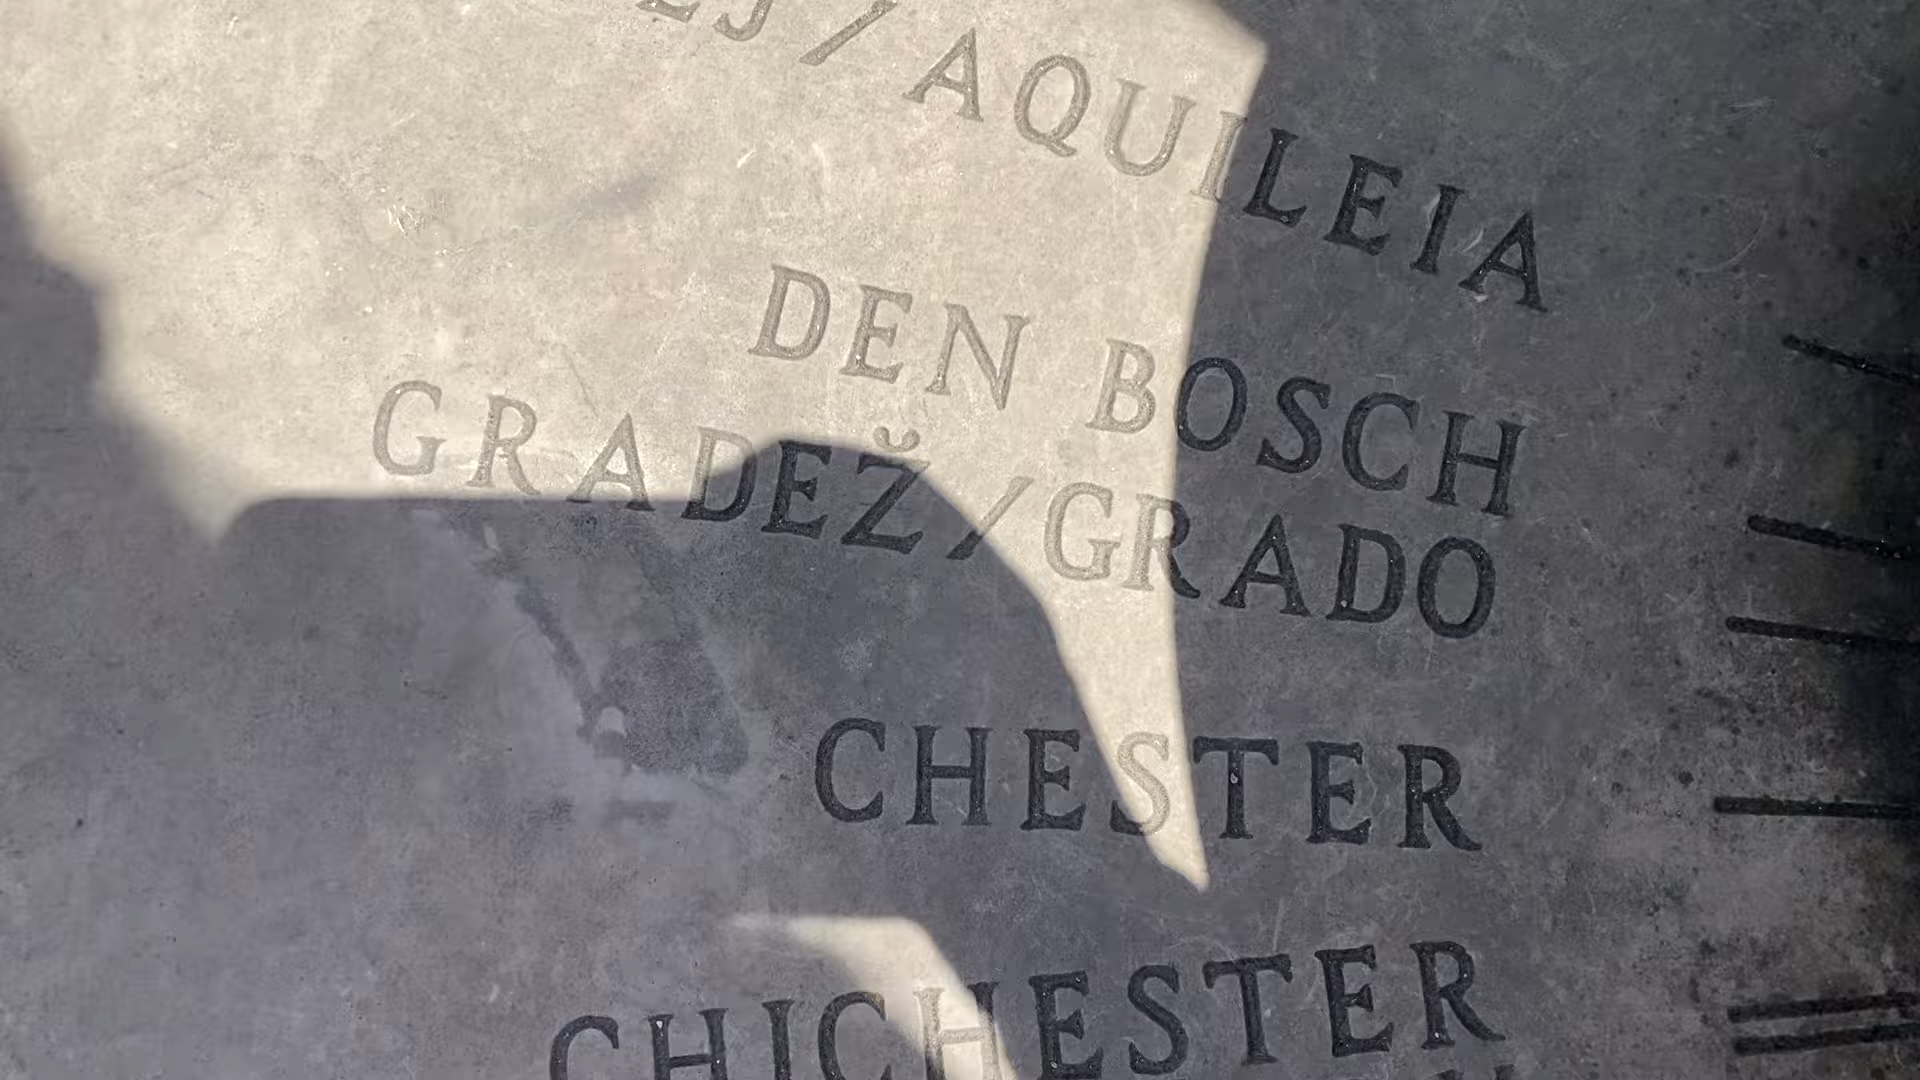 AQUILEIA
DEN BOSCH
GRADEŽ/GRADO
CHESTER
CHICHESTER